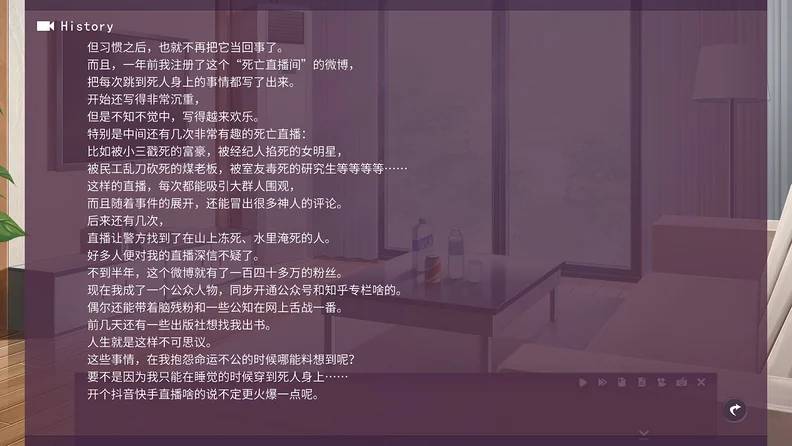 History
但习惯之后，也就不再把它当回事了。
而且，一年前我注册了这个“死亡直播间”的微博，
把每次跳到死人身上的事情都写了出来。
开始还写得非常沉重，
但是不知不觉中，写得越来欢乐。
特别是中间还有几次非常有趣的死亡直播：
比如被小三戳死的富豪，被经纪人掐死的女明星，
被民工乱刀砍死的煤老板，被室友毒死的研究生等等等等……
这样的直播，每次都能吸引大群人围观，
而且随着事件的展开，还能冒出很多神人的评论。
后来还有几次，
直播让警方找到了在山上冻死、水里淹死的人。
好多人便对我的直播深信不疑了。
不到半年，这个微博就有了一百四十多万的粉丝。
现在我成了一个公众人物，同步开通公众号和知乎专栏啥的。
偶尔还能带着脑残粉和一些公知在网上舌战一番。
前几天还有一些出版社想找我出书。
人生就是这样不可思议。
这些事情，在我抱怨命运不公的时候哪能料想到呢？
要不是因为我只能在睡觉的时候穿到死人身上……
开个抖音快手直播啥的说不定更火爆一点呢。